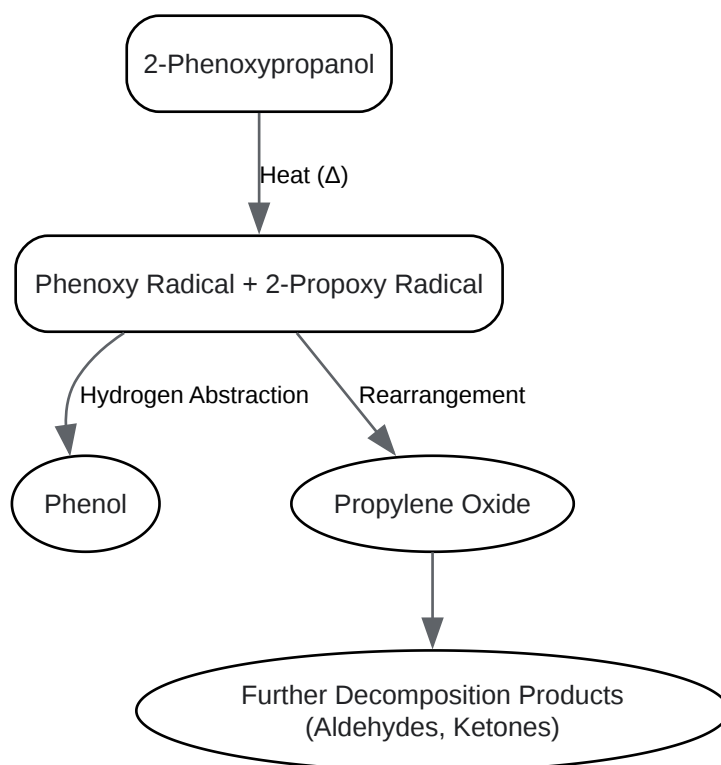 2-Phenoxypropanol
Heat (Δ)
Phenoxy Radical + 2-Propoxy Radical
Hydrogen Abstraction
Rearrangement
Phenol
Propylene Oxide
Further Decomposition Products
(Aldehydes, Ketones)